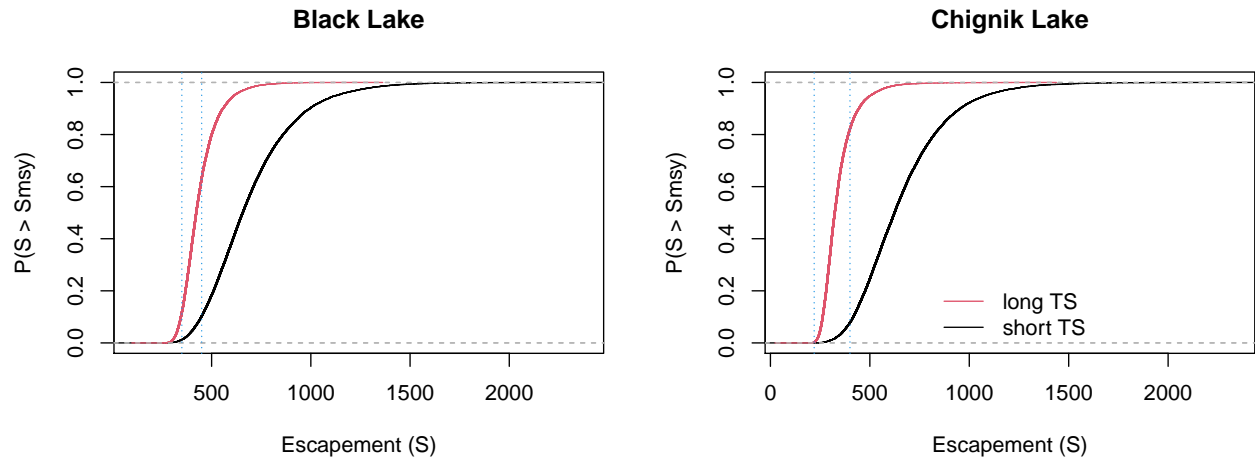 Black Lake
P(S > Smsy)
0.0 0.2 0.4 0.6 0.8 1.0
500 1000 1500 2000
Escapement (S)
Chignik Lake
P(S > Smsy)
0.0 0.2 0.4 0.6 0.8 1.0
long TS
short TS
0 500 1000 1500 2000
Escapement (S)